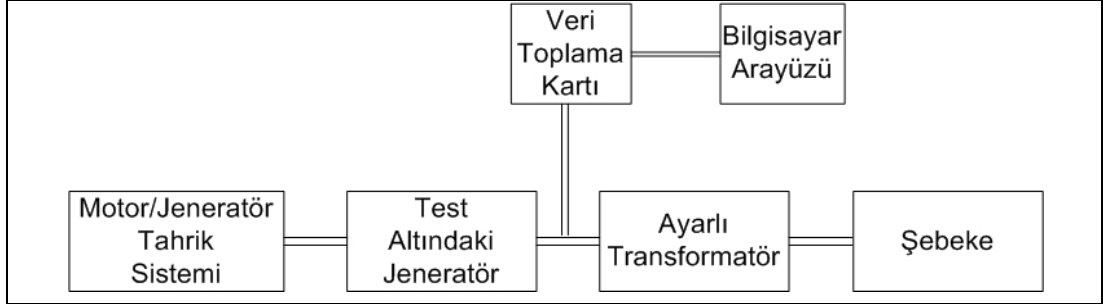 Veri
Toplama
Kartı
Bilgisayar
Arayüzü
Motor/Jeneratör
Tahrik
Sistemi
Test
Altındaki
Jeneratör
Ayarlı
Transformatör
Şebeke